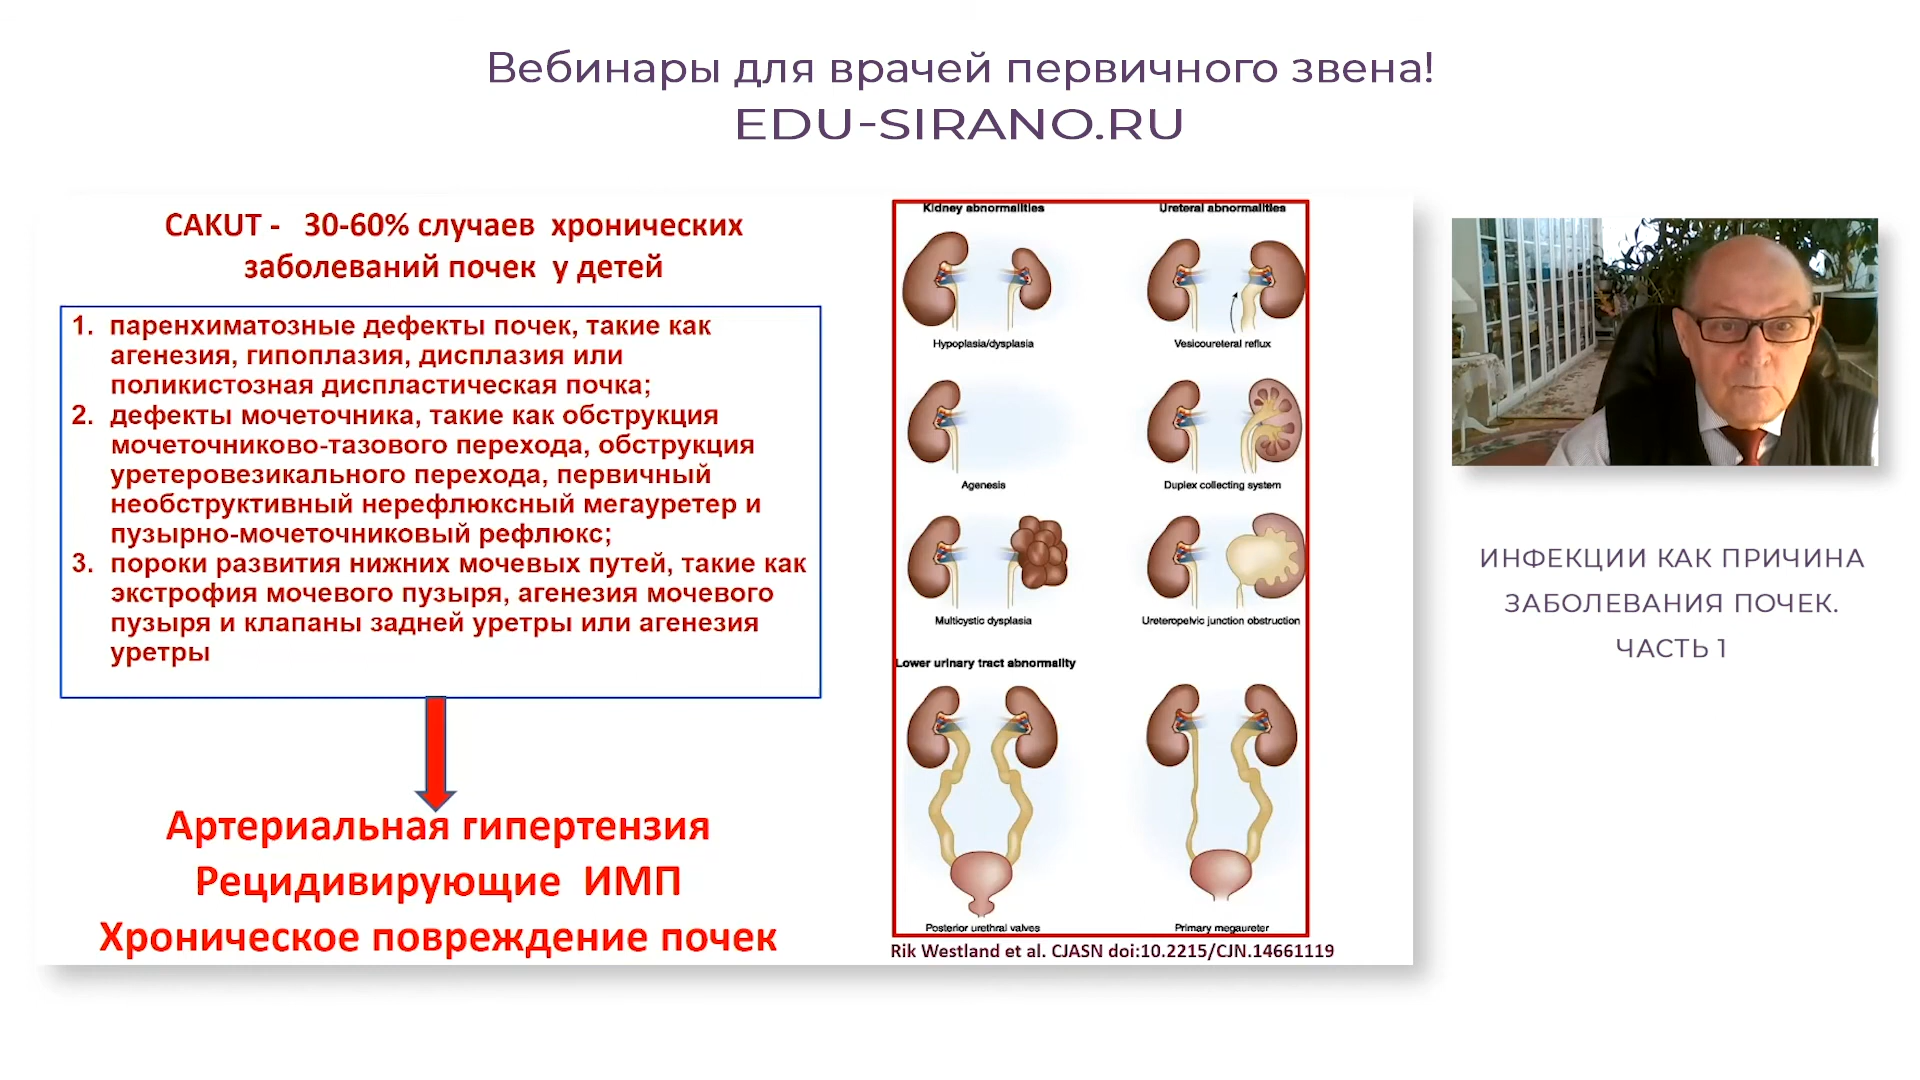 Вебинары для врачей первичного звена!
EDU-SIRANO.RU
CAKUT - 30-60% случаев хронических
заболеваний почек у детей
1. паренхиматозные дефекты почек, такие как
агенезия, гипоплазия, дисплазия или
поликистозная диспластическая почка;
2. дефекты мочеточника, такие как обструкция
мочеточниково-тазового перехода, обструкция
уретеровезикального перехода, первичный
необструктивный нерефлюксный мегауретер и
пузырно-мочеточниковый рефлюкс;
3. пороки развития нижних мочевых путей, такие как
экстрофия мочевого пузыря, агенезия мочевого
пузыря и клапаны задней уретры или агенезия
уретры
Артериальная гипертензия
Рецидивирующие ИМП
Хроническое повреждение почек
Kidney abnormalities
Ureteral abnormalities
Hypoplasia/dysplasia
Vesicoureteral reflux
Agenesis
Duplex collecting system
Multicystic dysplasia
Ureteropelvic junction obstruction
Lower urinary tract abnormality
Posterior urethral valves
Primary megaureter
Rik Westland et al. CJASN doi:10.2215/CJN.14661119
ИНФЕКЦИИ КАК ПРИЧИНА
ЗАБОЛЕВАНИЯ ПОЧЕК.
ЧАСТЬ 1